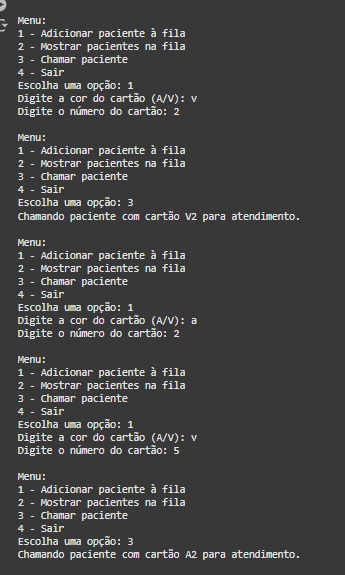 Menu:
1 - Adicionar paciente à fila
2 - Mostrar pacientes na fila
3 - Chamar paciente
4 - Sair
Escolha uma opção: 1
Digite a cor do cartão (A/V): v
Digite o número do cartão: 2
Menu:
1 - Adicionar paciente à fila
2 - Mostrar pacientes na fila
3 - Chamar paciente
4 - Sair
Escolha uma opção: 3
Chamando paciente com cartão V2 para atendimento.
Menu:
1 - Adicionar paciente à fila
2 - Mostrar pacientes na fila
3 - Chamar paciente
4 - Sair
Escolha uma opção: 1
Digite a cor do cartão (A/V): a
Digite o número do cartão: 2
Menu:
1 - Adicionar paciente à fila
2 - Mostrar pacientes na fila
3 - Chamar paciente
4 - Sair
Escolha uma opção: 1
Digite a cor do cartão (A/V): v
Digite o número do cartão: 5
Menu:
1 - Adicionar paciente à fila
2 - Mostrar pacientes na fila
3 - Chamar paciente
4 - Sair
Escolha uma opção: 3
Chamando paciente com cartão A2 para atendimento.